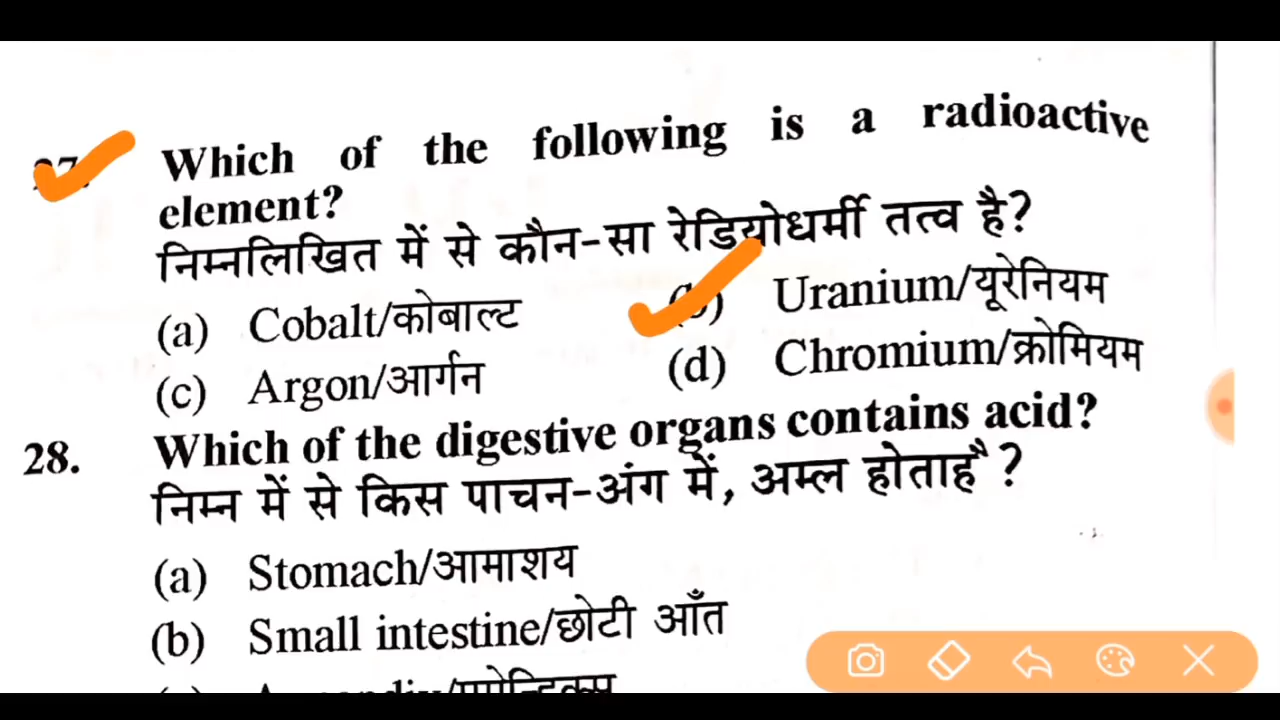 27. Which of the following is a radioactive
element?
निम्नलिखित में से कौन-सा रेडियोधर्मी तत्व है?
(a) Cobalt/कोबाल्ट (b) Uranium/यूरेनियम
(c) Argon/आर्गन (d) Chromium/क्रोमियम
28. Which of the digestive organs contains acid?
निम्न में से किस पाचन-अंग में, अम्ल होताहै ?
(a) Stomach/आमाशय
(b) Small intestine/छोटी आँत